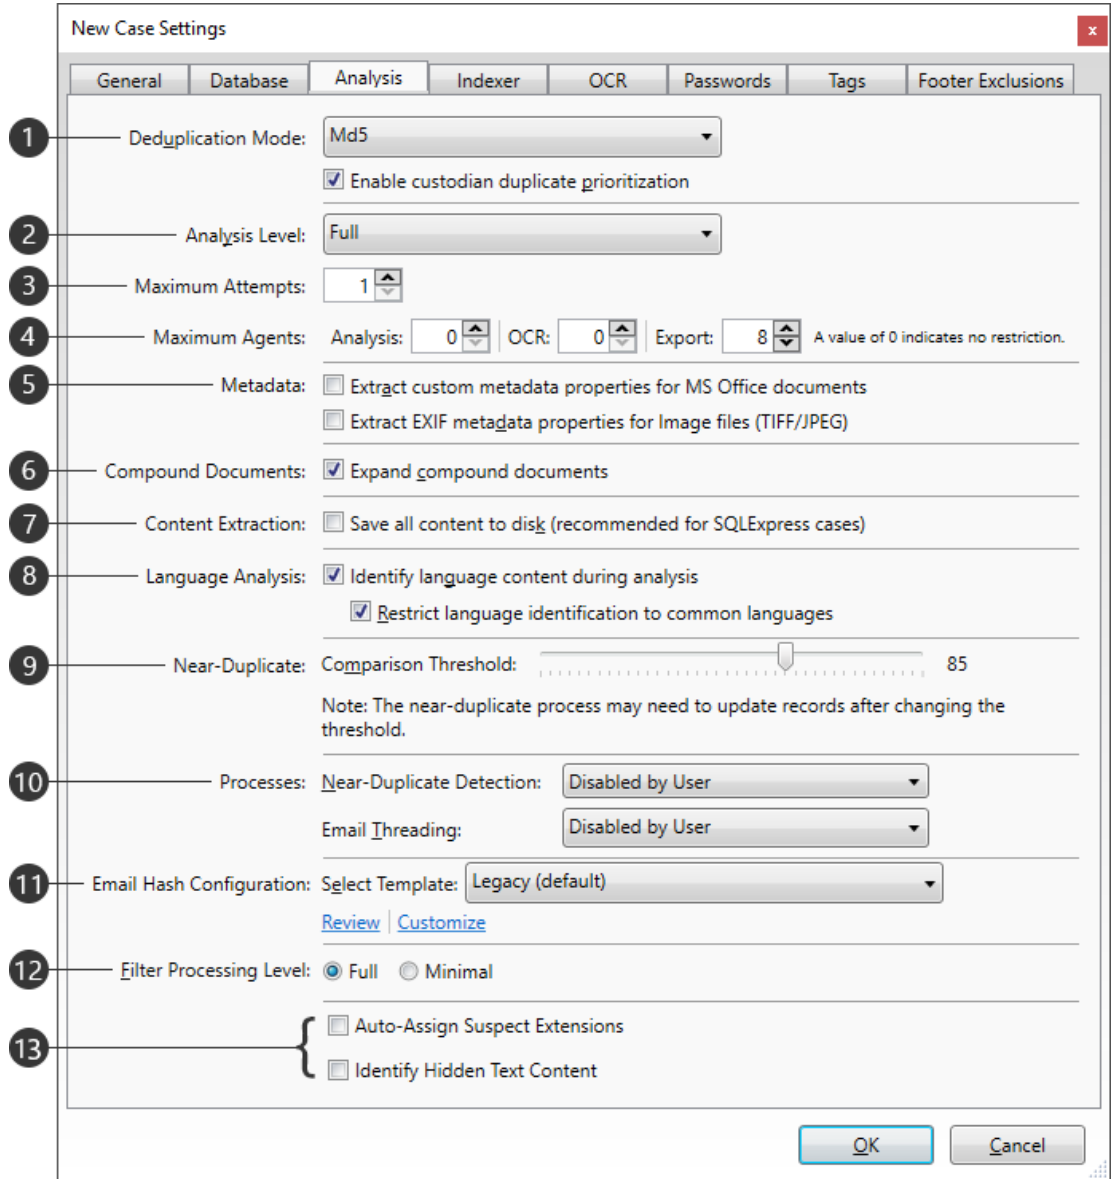 New Case Settings
x
General Database Analysis Indexer OCR Passwords Tags Footer Exclusions
1 Deduplication Mode: Md5
Enable custodian duplicate prioritization
2 Analysis Level: Full
3 Maximum Attempts: 1
4 Maximum Agents: Analysis: 0 OCR: 0 Export: 8 A value of 0 indicates no restriction.
5 Metadata: Extract custom metadata properties for MS Office documents
Extract EXIF metadata properties for Image files (TIFF/JPEG)
6 Compound Documents: Expand compound documents
7 Content Extraction: Save all content to disk (recommended for SQLExpress cases)
8 Language Analysis: Identify language content during analysis
Restrict language identification to common languages
9 Near-Duplicate: Comparison Threshold: 85
Note: The near-duplicate process may need to update records after changing the
threshold.
10 Processes: Near-Duplicate Detection: Disabled by User
Email Threading: Disabled by User
11 Email Hash Configuration: Select Template: Legacy (default)
Review Customize
12 Filter Processing Level: Full Minimal
13 Auto-Assign Suspect Extensions
Identify Hidden Text Content
OK Cancel